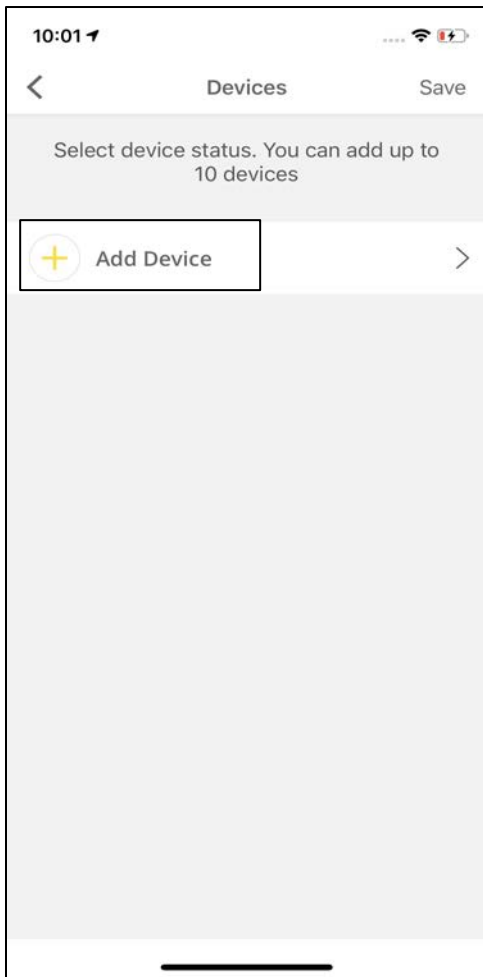 10:01
Devices Save
Select device status. You can add up to
10 devices
Add Device